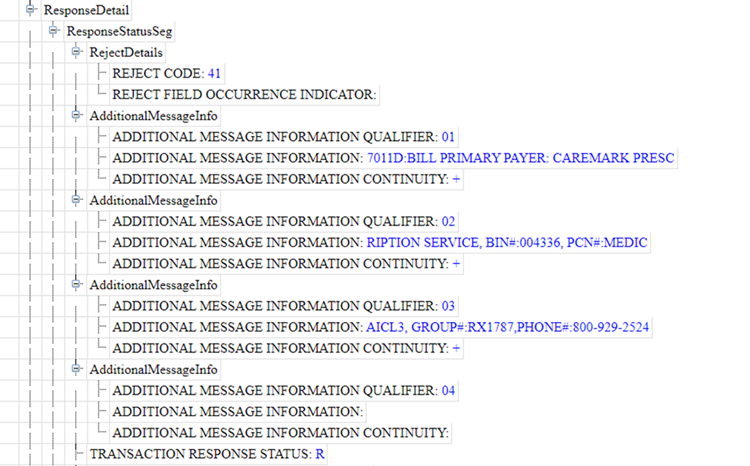 ResponseDetail
ResponseStatusSeg
RejectDetails
REJECT CODE: 41
REJECT FIELD OCCURRENCE INDICATOR:
AdditionalMessageInfo
ADDITIONAL MESSAGE INFORMATION QUALIFIER: 01
ADDITIONAL MESSAGE INFORMATION: 7011D:BILL PRIMARY PAYER: CAREMARK PRESC
ADDITIONAL MESSAGE INFORMATION CONTINUITY: +
AdditionalMessageInfo
ADDITIONAL MESSAGE INFORMATION QUALIFIER: 02
ADDITIONAL MESSAGE INFORMATION: RIPTION SERVICE, BIN#:004336, PCN#:MEDIC
ADDITIONAL MESSAGE INFORMATION CONTINUITY: +
AdditionalMessageInfo
ADDITIONAL MESSAGE INFORMATION QUALIFIER: 03
ADDITIONAL MESSAGE INFORMATION: AICL3, GROUP#:RX1787,PHONE#:800-929-2524
ADDITIONAL MESSAGE INFORMATION CONTINUITY: +
AdditionalMessageInfo
ADDITIONAL MESSAGE INFORMATION QUALIFIER: 04
ADDITIONAL MESSAGE INFORMATION:
ADDITIONAL MESSAGE INFORMATION CONTINUITY:
TRANSACTION RESPONSE STATUS: R